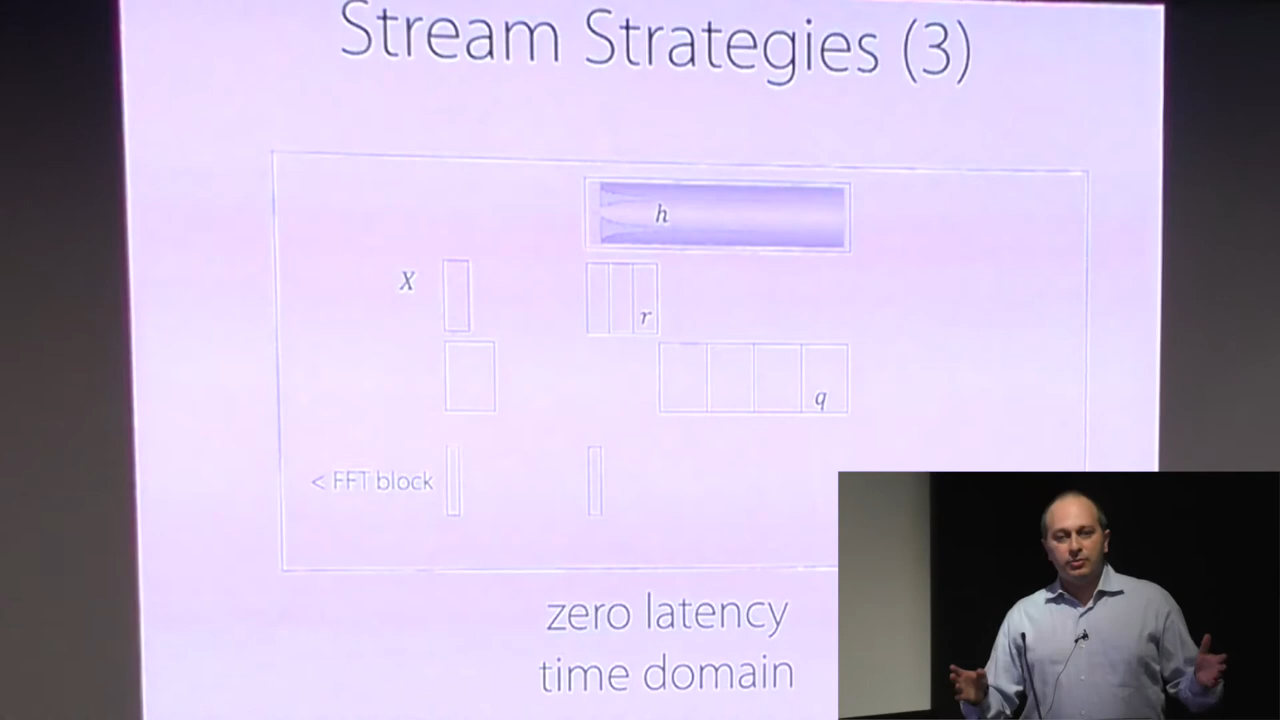 Stream Strategies (3)
h
X
r
q
< FFT block
zero latency
time domain